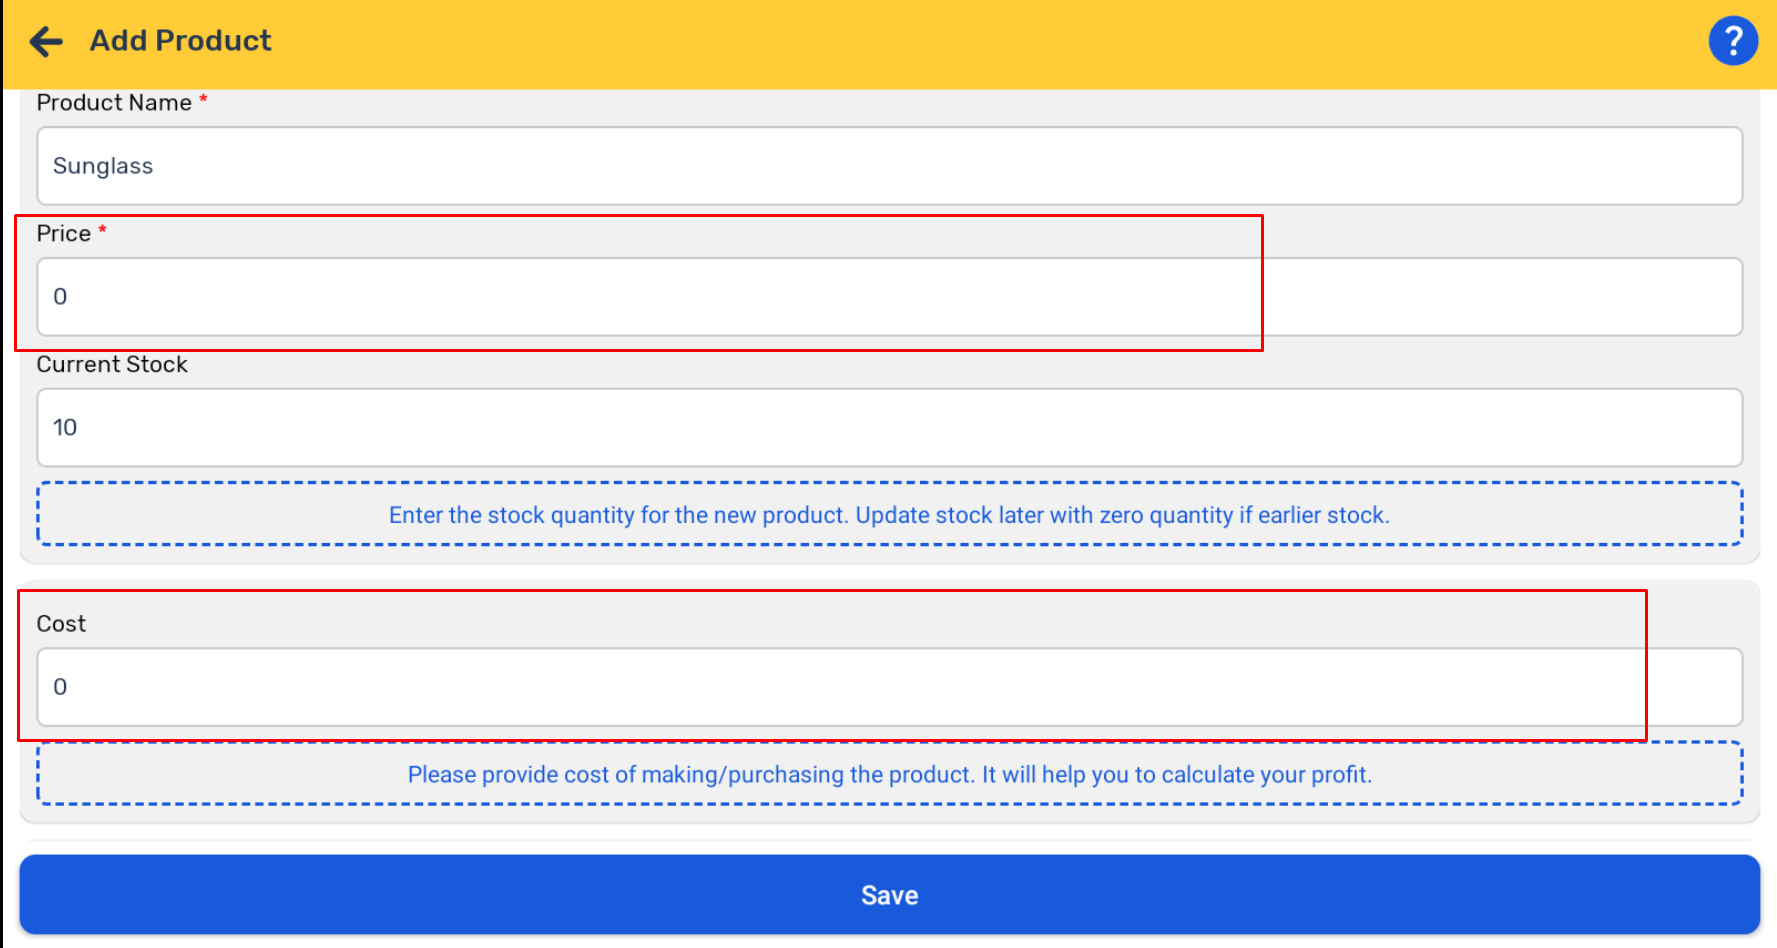 Add Product
?
Product Name *
Sunglass
Price *
0
Current Stock
10
Enter the stock quantity for the new product. Update stock later with zero quantity if earlier stock.
Cost
0
Please provide cost of making/purchasing the product. It will help you to calculate your profit.
Save